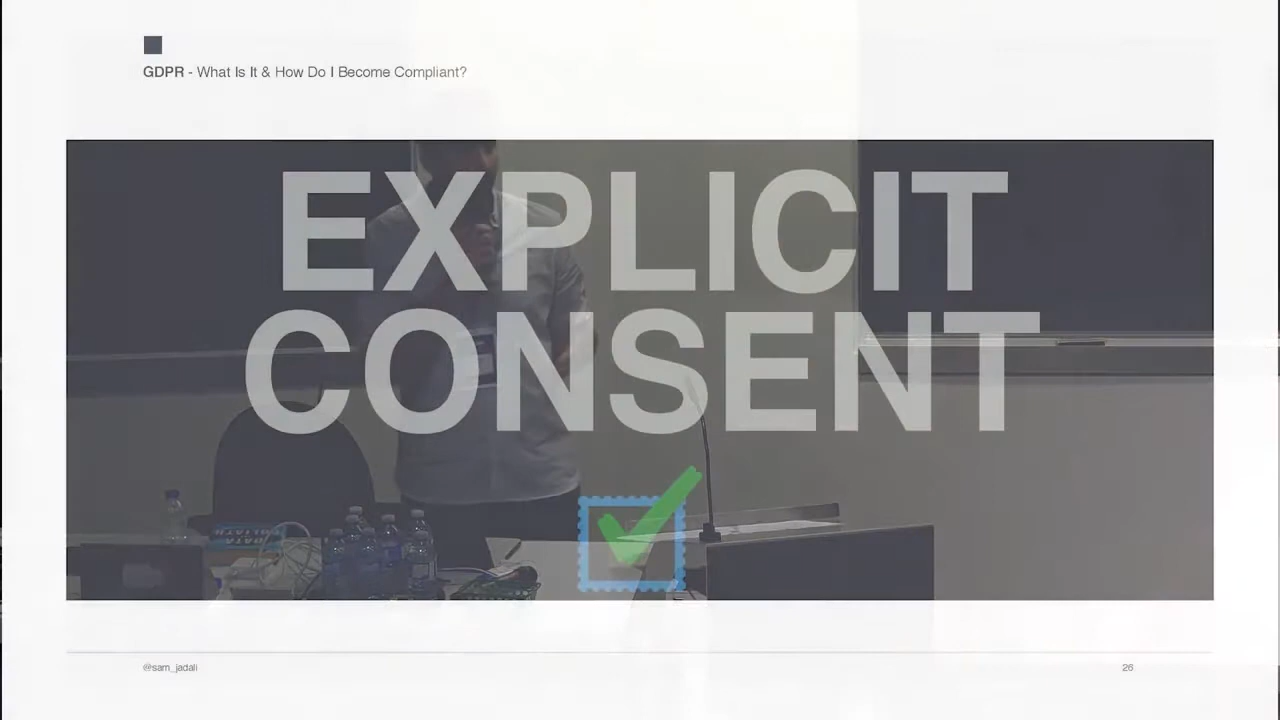 GDPR - What Is It & How Do I Become Compliant?
EXPLICIT
CONSENT
@sam_jadali
26